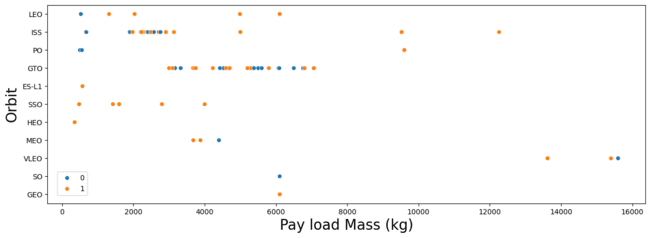 LEO
ISS
PO
GTO
ES-L1
SSO
HEO
MEO
VLEO
SO
GEO
Orbit
0
1
0 2000 4000 6000 8000 10000 12000 14000 16000
Pay load Mass (kg)